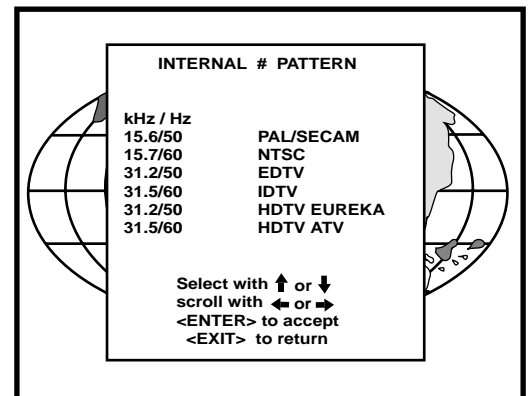 INTERNAL # PATTERN
kHz / Hz
15.6/50 PAL/SECAM
15.7/60 NTSC
31.2/50 EDTV
31.5/60 IDTV
31.2/50 HDTV EUREKA
31.5/60 HDTV ATV
Select with ↑ or ↓
scroll with ← or →
<ENTER> to accept
<EXIT> to return